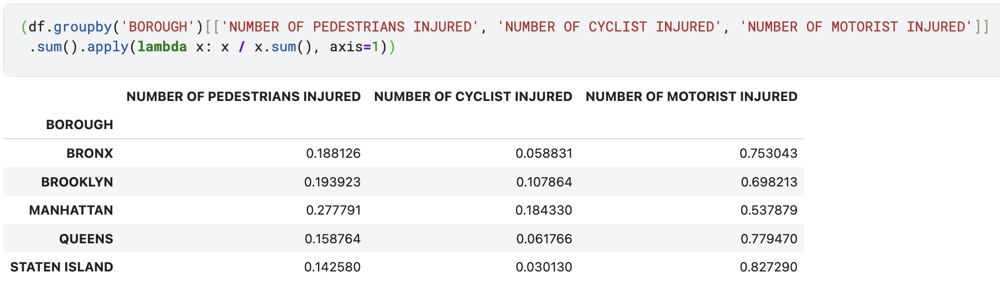 (df.groupby('BOROUGH')[['NUMBER OF PEDESTRIANS INJURED', 'NUMBER OF CYCLIST INJURED', 'NUMBER OF MOTORIST INJURED']]
.sum().apply(lambda x: x / x.sum(), axis=1))
NUMBER OF PEDESTRIANS INJURED NUMBER OF CYCLIST INJURED NUMBER OF MOTORIST INJURED
BOROUGH
BRONX 0.188126 0.058831 0.753043
BROOKLYN 0.193923 0.107864 0.698213
MANHATTAN 0.277791 0.184330 0.537879
QUEENS 0.158764 0.061766 0.779470
STATEN ISLAND 0.142580 0.030130 0.827290